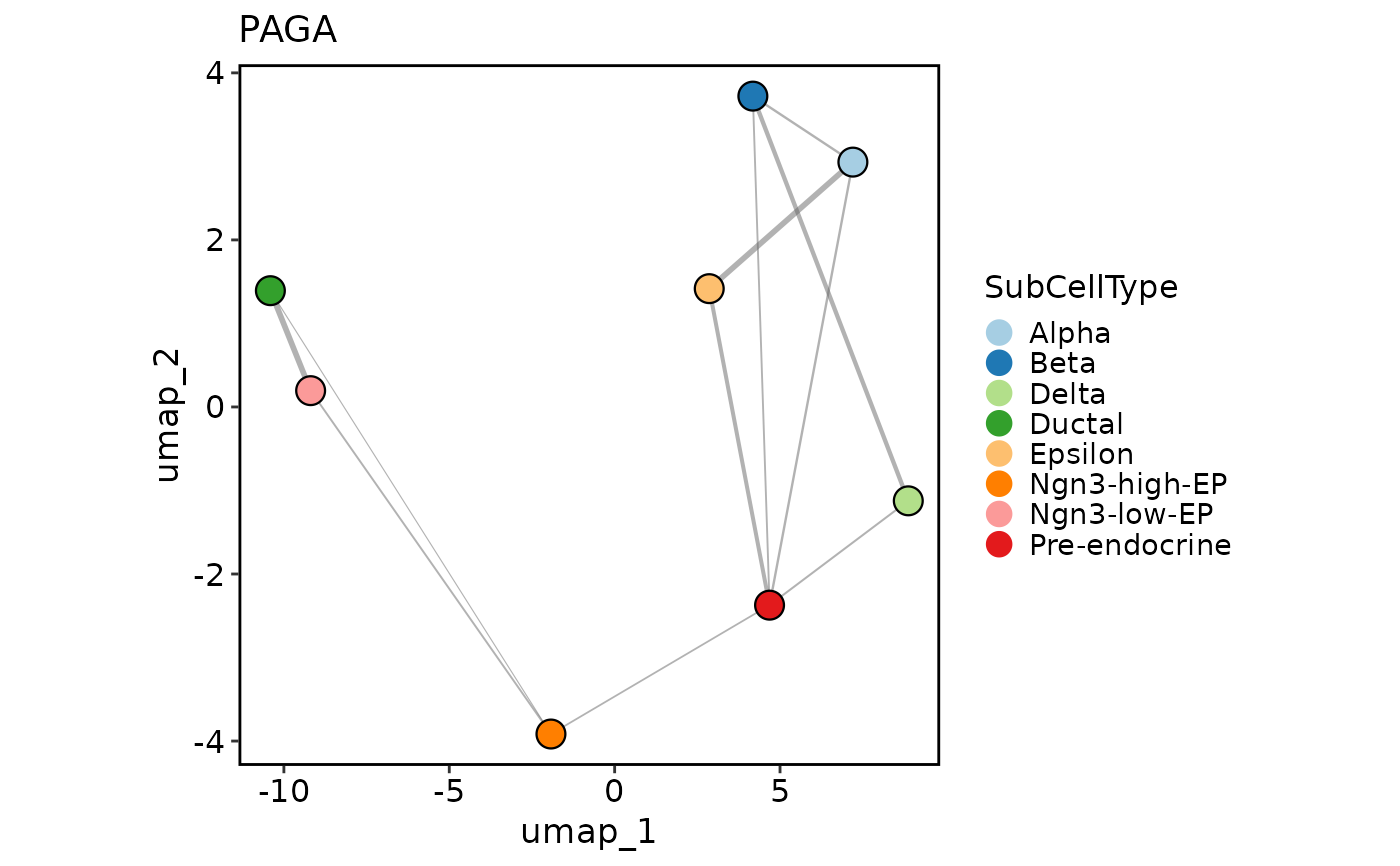 PAGA
4
2
0
-2
-4
umap_2
-10
-5
0
5
umap_1
SubCellType
Alpha
Beta
Delta
Ductal
Epsilon
Ngn3-high-EP
Ngn3-low-EP
Pre-endocrine